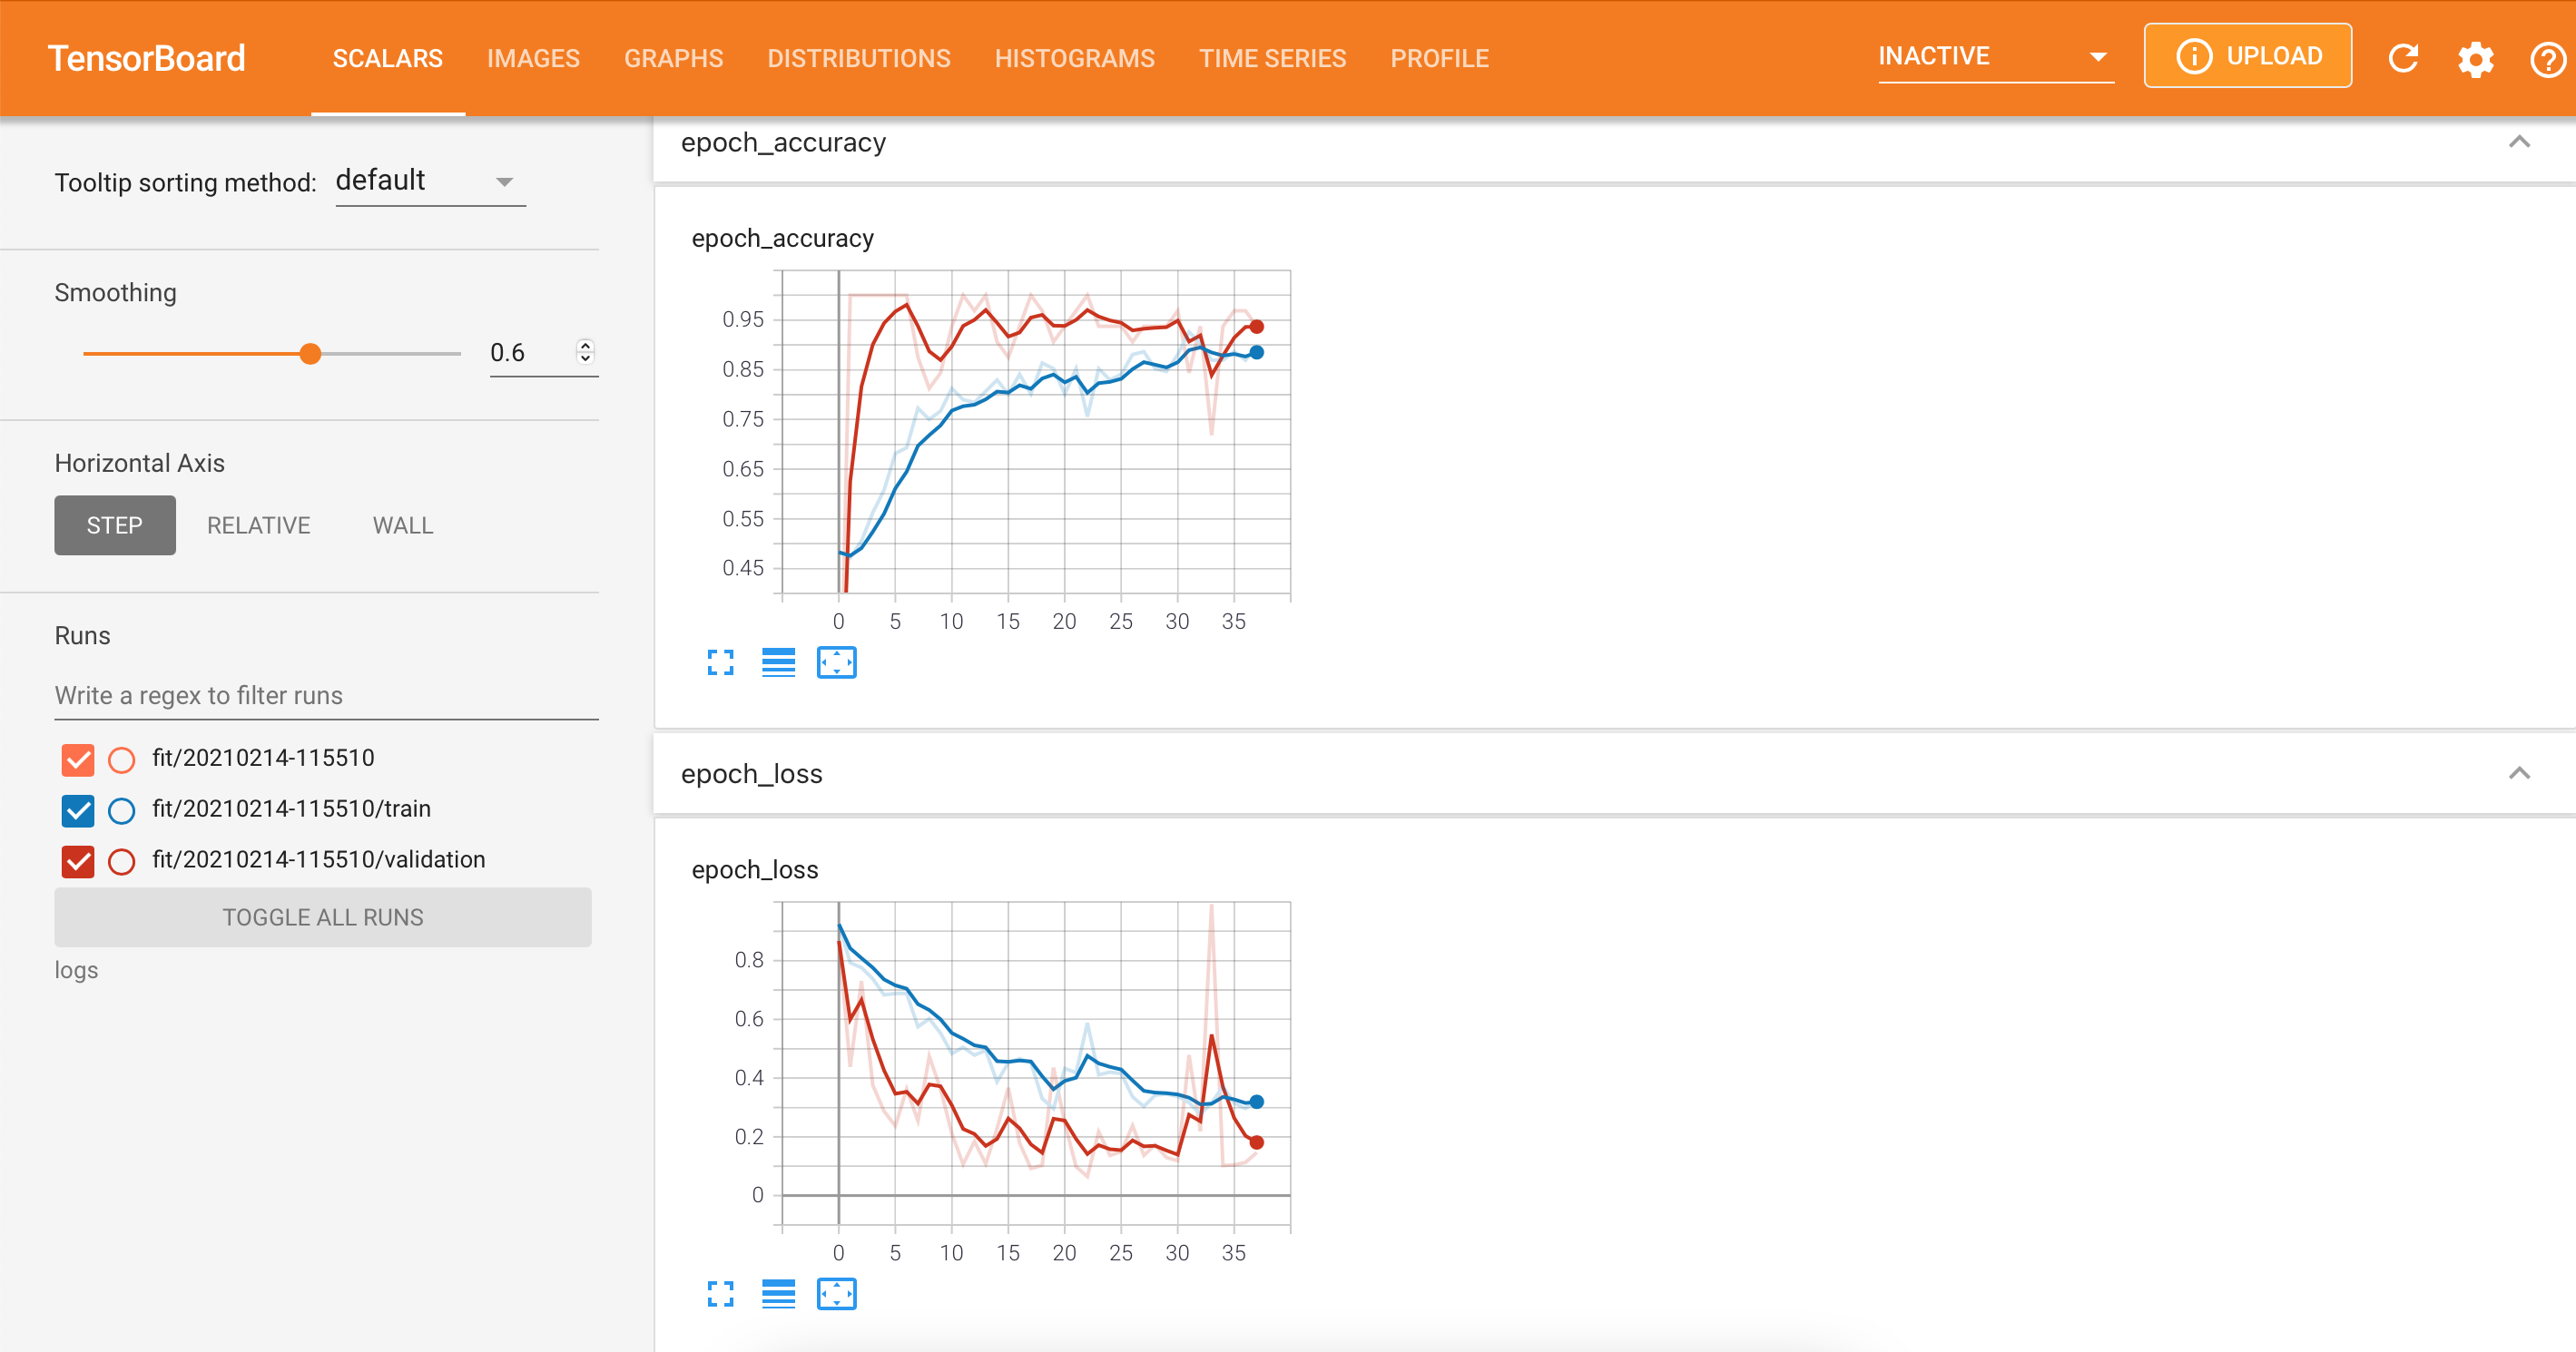 TensorBoard SCALARS IMAGES GRAPHS DISTRIBUTIONS HISTOGRAMS TIME SERIES PROFILE INACTIVE UPLOAD
Tooltip sorting method: default
Smoothing
0.6
Horizontal Axis
STEP RELATIVE WALL
Runs
Write a regex to filter runs
fit/20210214-115510
fit/20210214-115510/train
fit/20210214-115510/validation
TOGGLE ALL RUNS
logs
epoch_accuracy
epoch_accuracy
0.95
0.85
0.75
0.65
0.55
0.45
0 5 10 15 20 25 30 35
epoch_loss
epoch_loss
0.8
0.6
0.4
0.2
0
0 5 10 15 20 25 30 35